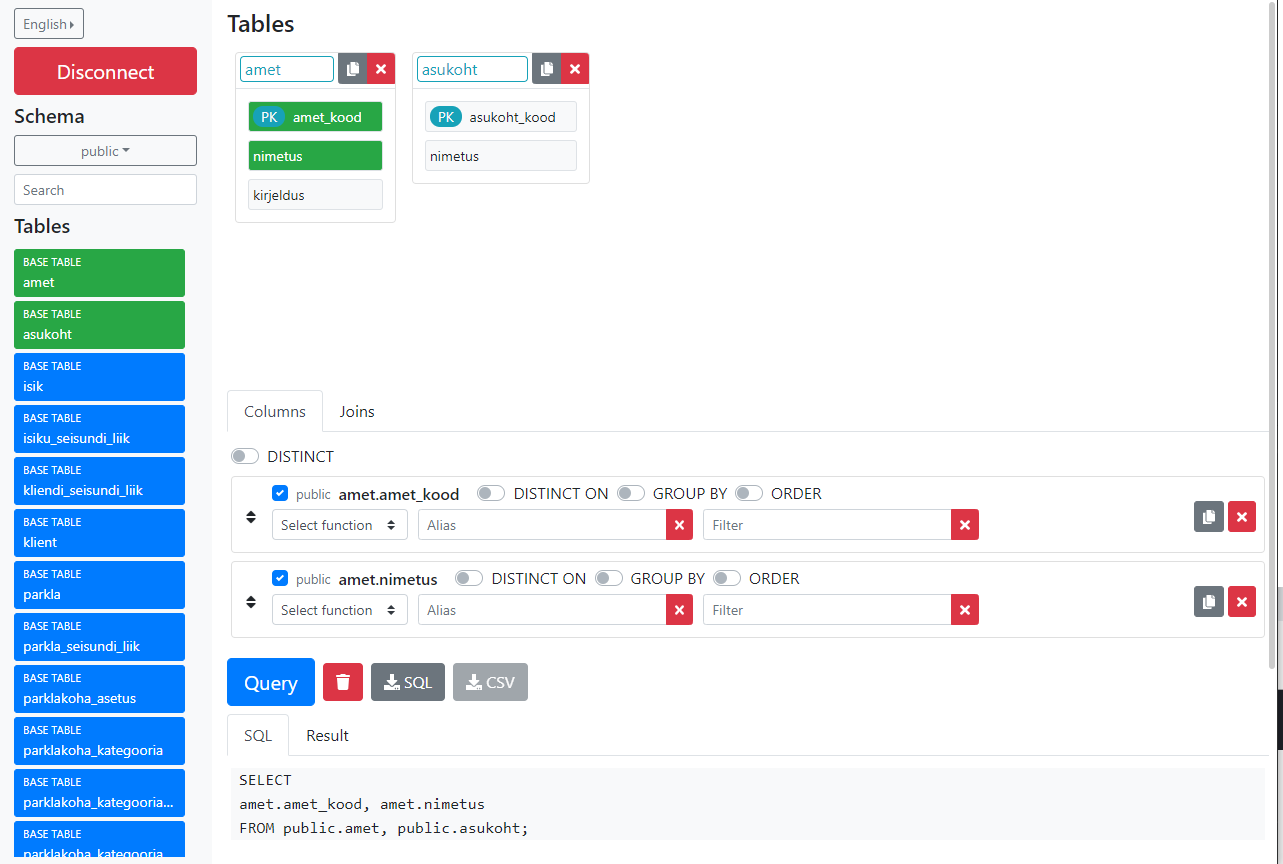 English
Disconnect
Schema
public
Search
Tables
BASE TABLE
amet
BASE TABLE
asukoht
BASE TABLE
isik
BASE TABLE
isiku_seisundi_liik
BASE TABLE
kliendi_seisundi_liik
BASE TABLE
klient
BASE TABLE
parkla
BASE TABLE
parkla_seisundi_liik
BASE TABLE
parklakoha_asetus
BASE TABLE
parklakoha_kategooria
BASE TABLE
parklakoha_kategooria...
BASE TABLE
parklakoha_kategooria
Tables
amet
PK amet_kood
nimetus
kirjeldus
asukoht
PK asukoht_kood
nimetus
Columns Joins
DISTINCT
public amet.amet_kood DISTINCT ON GROUP BY ORDER
Select function Alias Filter
public amet.nimetus DISTINCT ON GROUP BY ORDER
Select function Alias Filter
Query SQL CSV
SQL Result
SELECT
amet.amet_kood, amet.nimetus
FROM public.amet, public.asukoht;